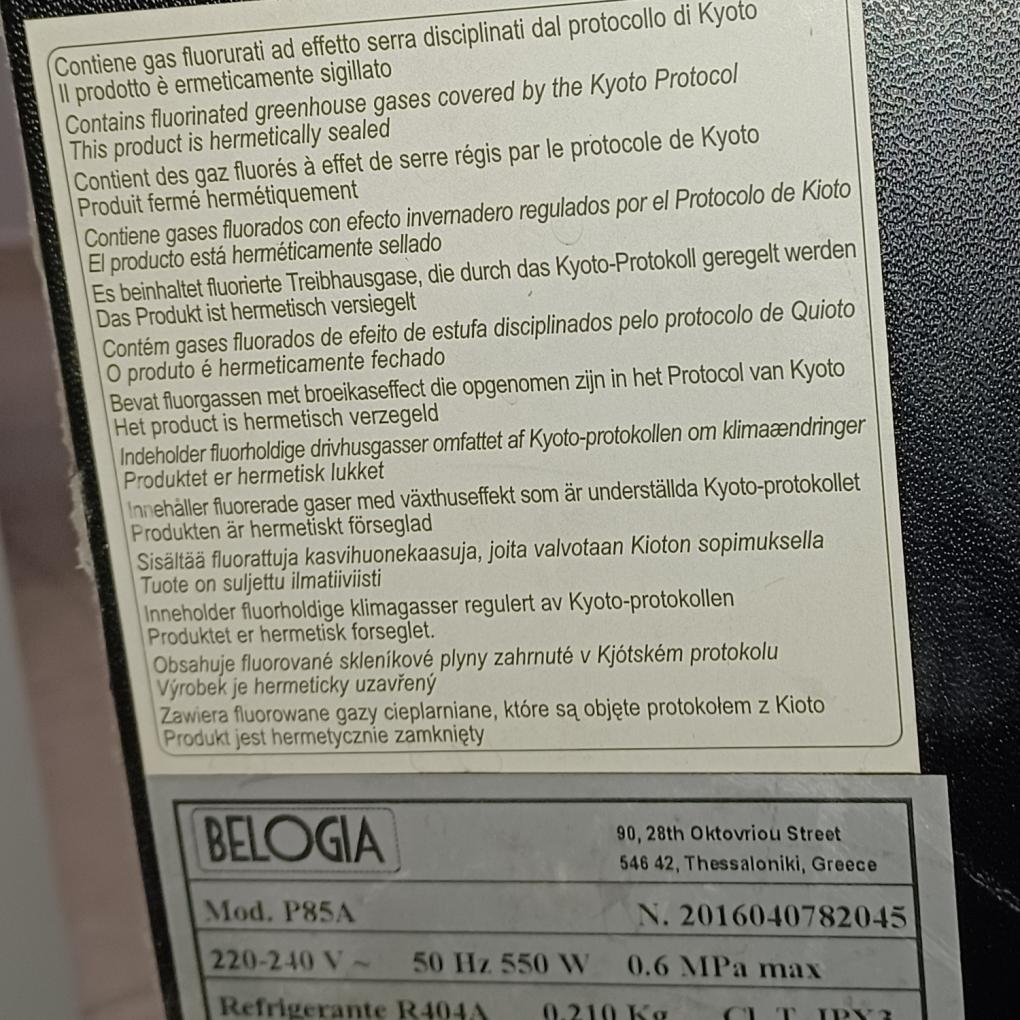 Contiene gas fluorurati ad effetto serra disciplinati dal protocollo di Kyoto
Il prodotto è ermeticamente sigillato
Contains fluorinated greenhouse gases covered by the Kyoto Protocol
This product is hermetically sealed
Contient des gaz fluorés à effet de serre régis par le protocole de Kyoto
Produit fermé hermétiquement
Contiene gases fluorados con efecto invernadero regulados por el Protocolo de Kioto
El producto está herméticamente sellado
Es beinhaltet fluorierte Treibhausgase, die durch das Kyoto-Protokoll geregelt werden
Das Produkt ist hermetisch versiegelt
Contém gases fluorados de efeito de estufa disciplinados pelo protocolo de Quioto
O produto é hermeticamente fechado
Bevat fluorgassen met broeikaseffect die opgenomen zijn in het Protocol van Kyoto
Het product is hermetisch verzegeld
Indeholder fluorholdige drivhusgasser omfattet af Kyoto-protokollen om klimaændringer
Produktet er hermetisk lukket
Innehåller fluorerade gaser med växthuseffekt som är underställda Kyoto-protokollet
Produkten är hermetiskt förseglad
Sisältää fluorattuja kasvihuonekaasuja, joita valvotaan Kioton sopimuksella
Tuote on suljettu ilmatiiviisti
Inneholder fluorholdige klimagasser regulert av Kyoto-protokollen
Produktet er hermetisk forseglet.
Obsahuje fluorované skleníkové plyny zahrnuté v Kjótském protokolu
Výrobek je hermeticky uzavřený
Zawiera fluorowane gazy cieplarniane, które są objęte protokołem z Kioto
Produkt jest hermetycznie zamknięty
BELOGIA
90, 28th Oktovriou Street
546 42, Thessaloniki, Greece
Mod. P85A N. 2016040782045
220-240 V ~ 50 Hz 550 W 0.6 MPa max
Refrigerante R404A 0.210 Kg Cl. T IPX3